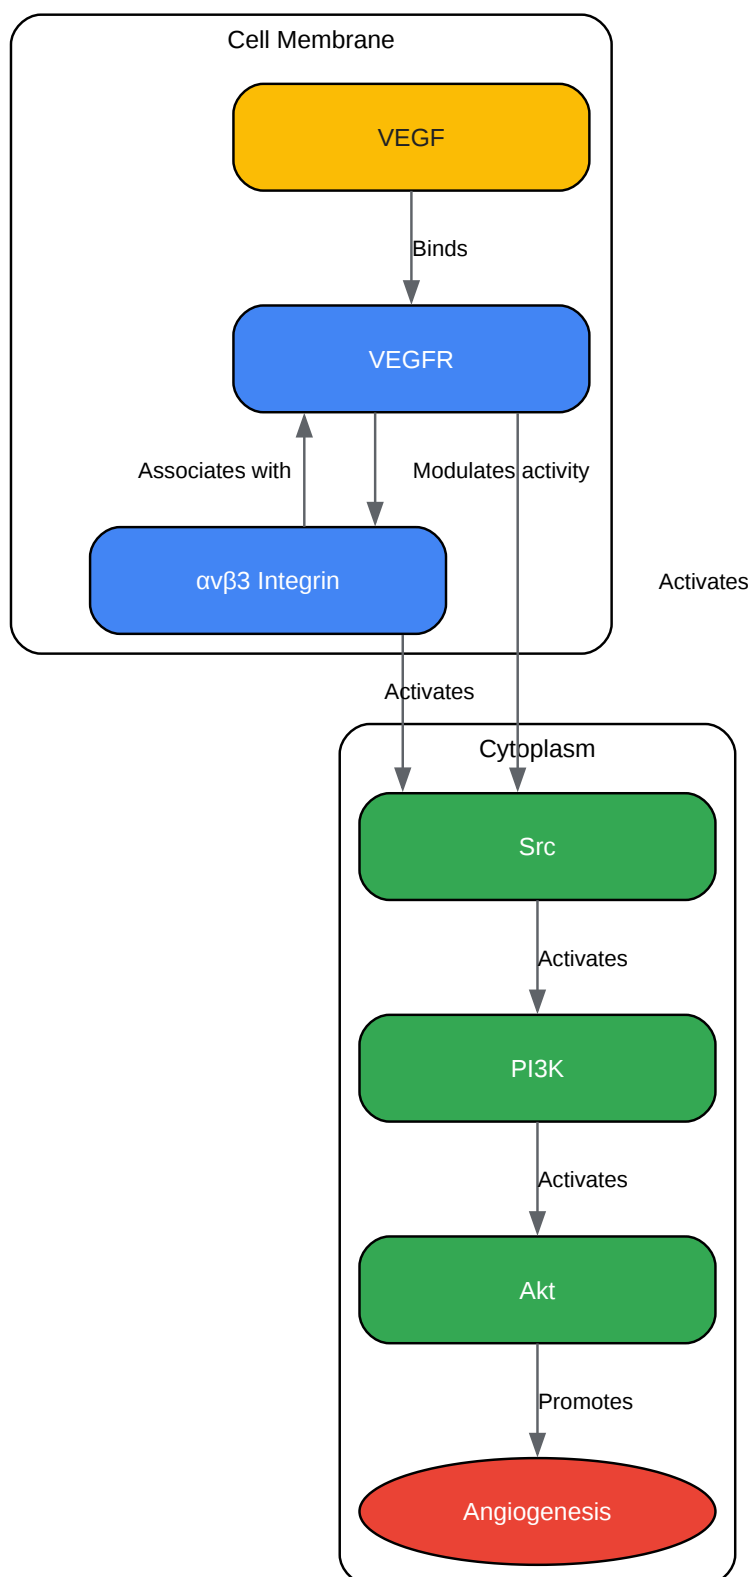 Cell Membrane
VEGF
Binds
VEGFR
Associates with
Modulates activity
αvβ3 Integrin
Activates
Activates
Cytoplasm
Src
Activates
PI3K
Activates
Akt
Promotes
Angiogenesis